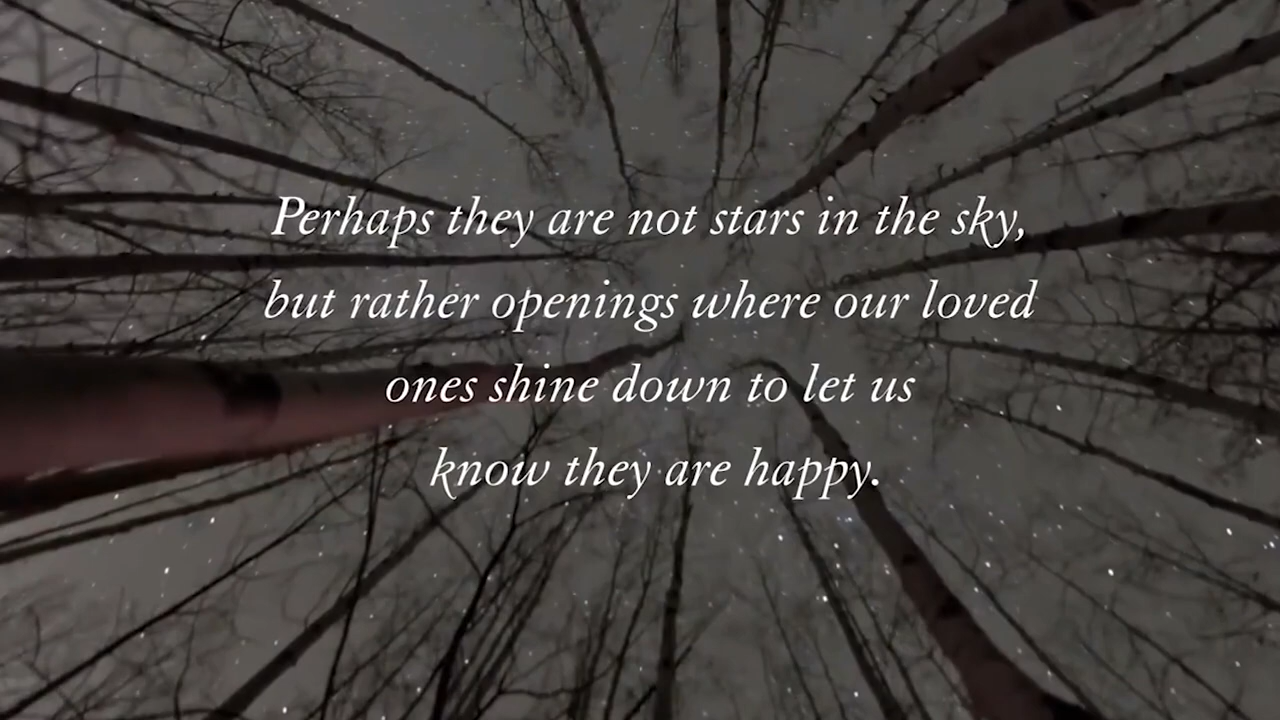 Perhaps they are not stars in the sky,
but rather openings where our loved
ones shine down to let us
know they are happy.